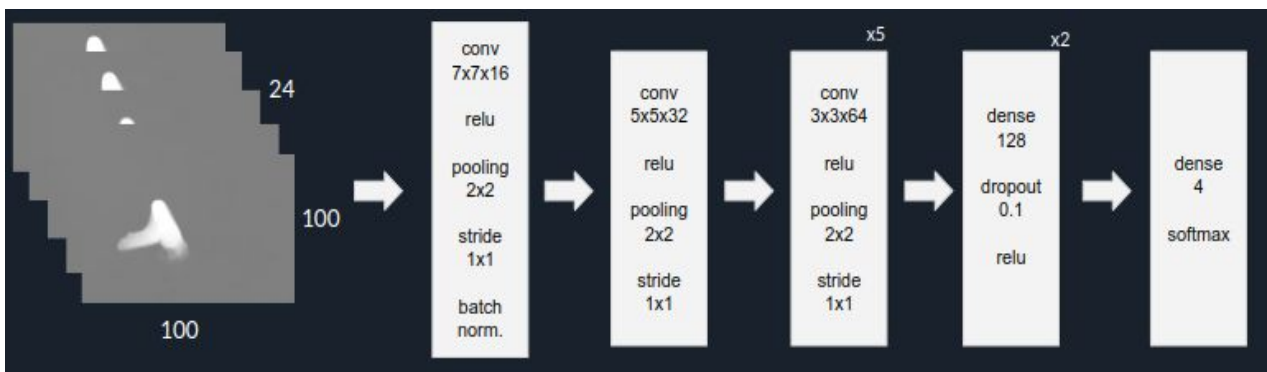 24
100
100
conv
7x7x16
relu
pooling
2x2
stride
1x1
batch
norm.
conv
5x5x32
relu
pooling
2x2
stride
1x1
x5
conv
3x3x64
relu
pooling
2x2
stride
1x1
x2
dense
128
dropout
0.1
relu
dense
4
softmax